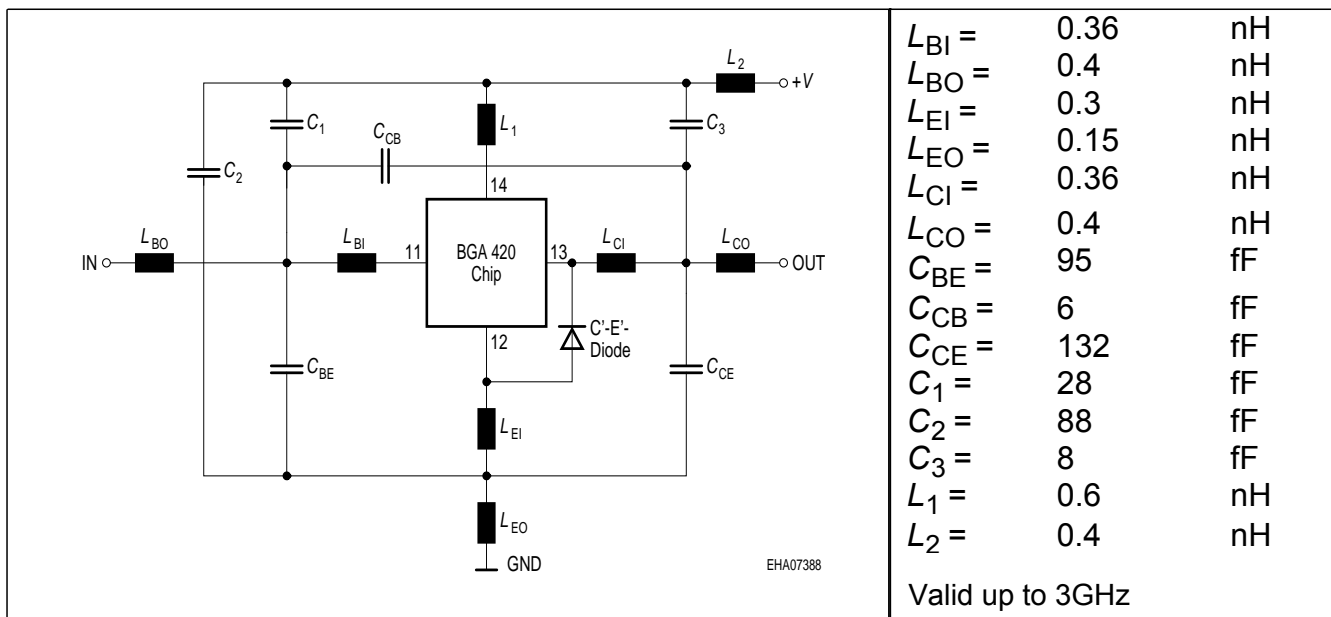 L2
+V
C1
CCB
L1
C3
C2
14
LBO
LBI
11
BGA 420
Chip
13
LCI
LCO
IN
OUT
12
C'-E'-
Diode
CBE
CCE
LEI
LEO
GND
EHA07388
LBI = 0.36 nH
LBO = 0.4 nH
LEI = 0.3 nH
LEO = 0.15 nH
LCI = 0.36 nH
LCO = 0.4 nH
CBE = 95 fF
CCB = 6 fF
CCE = 132 fF
C1 = 28 fF
C2 = 88 fF
C3 = 8 fF
L1 = 0.6 nH
L2 = 0.4 nH
Valid up to 3GHz